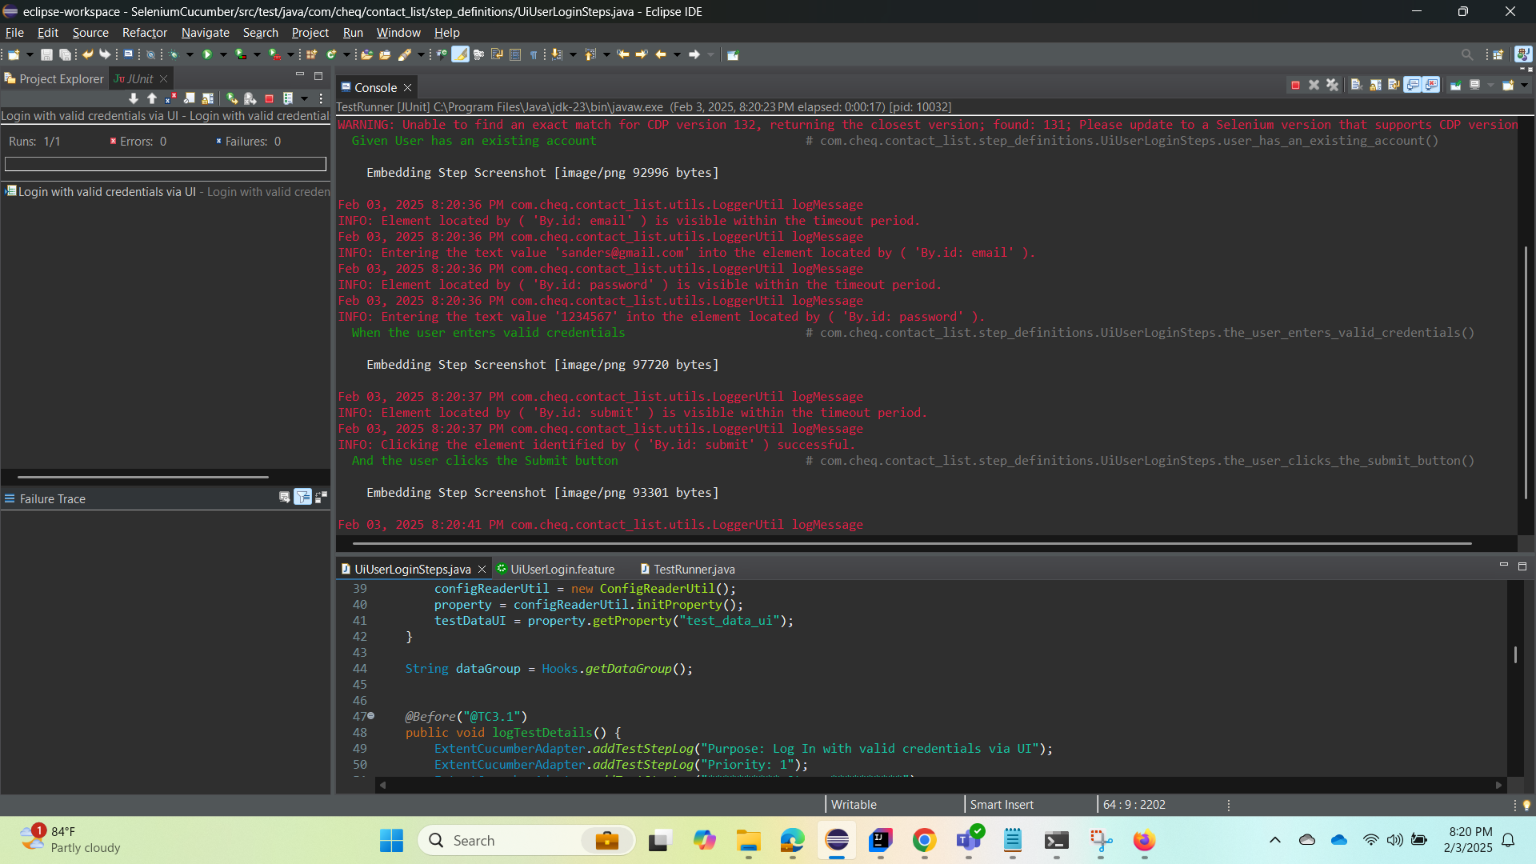 eclipse-workspace - SeleniumCucumber/src/test/java/com/cheq/contact_list/step_definitions/UiUserLoginSteps.java - Eclipse IDE
File Edit Source Refactor Navigate Search Project Run Window Help
Project Explorer
JUnit
Login with valid credentials via UI - Login with valid credential
Runs: 1/1
Errors: 0
Failures: 0
Login with valid credentials via UI - Login with valid creden
Failure Trace
Console
TestRunner [JUnit] C:\Program Files\Java\jdk-23\bin\javaw.exe (Feb 3, 2025, 8:20:23 PM elapsed: 0:00:17) [pid: 10032]
WARNING: Unable to find an exact match for CDP version 132, returning the closest version; found: 131; Please update to a Selenium version that supports CDP version
Given User has an existing account # com.cheq.contact_list.step_definitions.UiUserLoginSteps.user_has_an_existing_account()
Embedding Step Screenshot [image/png 92996 bytes]
Feb 03, 2025 8:20:36 PM com.cheq.contact_list.utils.LoggerUtil logMessage
INFO: Element located by ( 'By.id: email' ) is visible within the timeout period.
Feb 03, 2025 8:20:36 PM com.cheq.contact_list.utils.LoggerUtil logMessage
INFO: Entering the text value 'sanders@gmail.com' into the element located by ( 'By.id: email' ).
Feb 03, 2025 8:20:36 PM com.cheq.contact_list.utils.LoggerUtil logMessage
INFO: Element located by ( 'By.id: password' ) is visible within the timeout period.
Feb 03, 2025 8:20:36 PM com.cheq.contact_list.utils.LoggerUtil logMessage
INFO: Entering the text value '1234567' into the element located by ( 'By.id: password' ).
When the user enters valid credentials # com.cheq.contact_list.step_definitions.UiUserLoginSteps.the_user_enters_valid_credentials()
Embedding Step Screenshot [image/png 97720 bytes]
Feb 03, 2025 8:20:37 PM com.cheq.contact_list.utils.LoggerUtil logMessage
INFO: Element located by ( 'By.id: submit' ) is visible within the timeout period.
Feb 03, 2025 8:20:37 PM com.cheq.contact_list.utils.LoggerUtil logMessage
INFO: Clicking the element identified by ( 'By.id: submit' ) successful.
And the user clicks the Submit button # com.cheq.contact_list.step_definitions.UiUserLoginSteps.the_user_clicks_the_submit_button()
Embedding Step Screenshot [image/png 93301 bytes]
Feb 03, 2025 8:20:41 PM com.cheq.contact_list.utils.LoggerUtil logMessage
UiUserLoginSteps.java
UiUserLogin.feature
TestRunner.java
39 configReaderUtil = new ConfigReaderUtil();
40 property = configReaderUtil.initProperty();
41 testDataUI = property.getProperty("test_data_ui");
42 }
43
44 String dataGroup = Hooks.getDataGroup();
45
46
47 @Before("@TC3.1")
48 public void logTestDetails() {
49 ExtentCucumberAdapter.addTestStepLog("Purpose: Log In with valid credentials via UI");
50 ExtentCucumberAdapter.addTestStepLog("Priority: 1");
Writable
Smart Insert
64 : 9 : 2202
1
84°F
Partly cloudy
Search
8:20 PM
2/3/2025